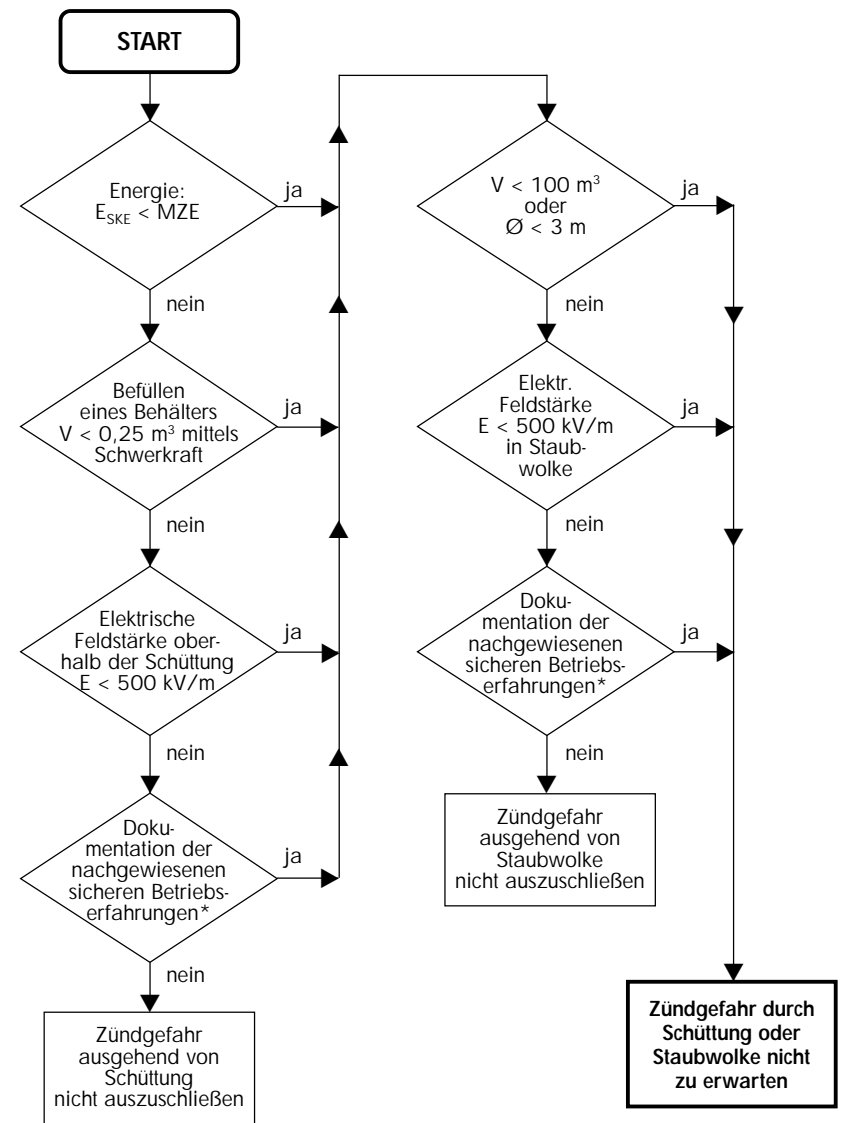 START
Energie:
E_SKE < MZE
ja
nein
Befüllen
eines Behälters
V < 0,25 m³ mittels
Schwerkraft
ja
nein
Elektrische
Feldstärke ober-
halb der Schüttung
E < 500 kV/m
ja
nein
Doku-
mentation der
nachgewiesenen
sicheren Betriebs-
erfahrungen*
ja
nein
Zündgefahr
ausgehend von
Schüttung
nicht auszuschließen
V < 100 m³
oder
Ø < 3 m
ja
nein
Elektr.
Feldstärke
E < 500 kV/m
in Staub-
wolke
ja
nein
Doku-
mentation der
nachgewiesenen
sicheren Betriebs-
erfahrungen*
ja
nein
Zündgefahr
ausgehend von
Staubwolke
nicht auszuschließen
Zündgefahr durch
Schüttung oder
Staubwolke nicht
zu erwarten